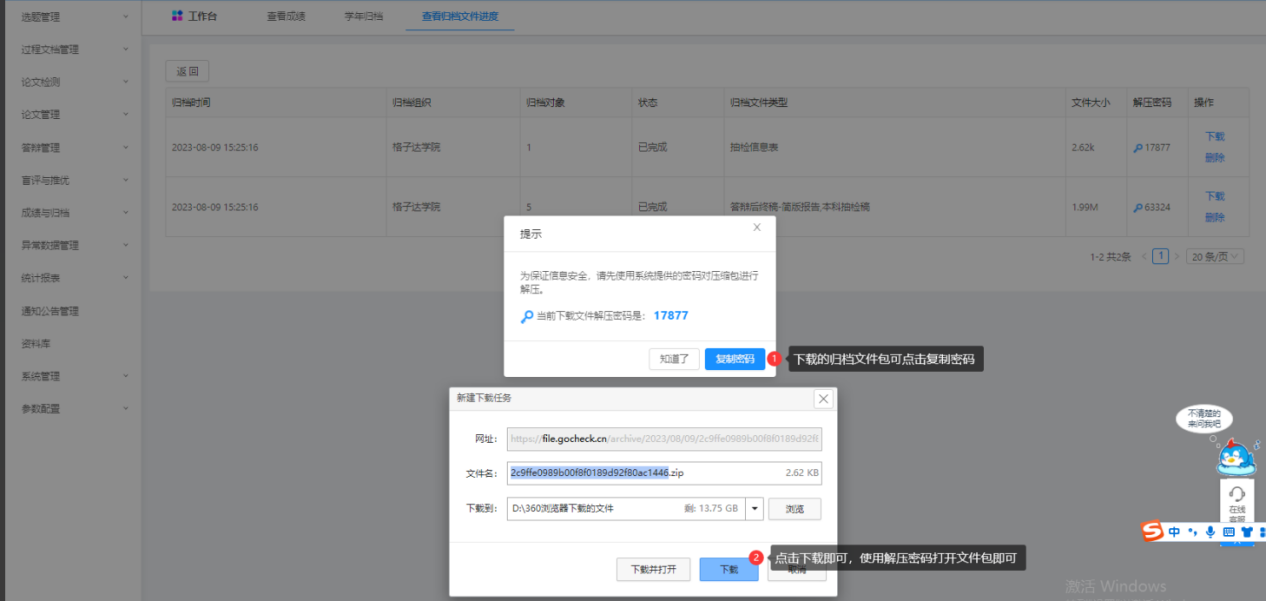 选题管理
过程文档管理
论文检测
论文管理
答辩管理
盲评与推优
成绩与归档
异常数据管理
统计报表
通知公告管理
资料库
系统管理
参数配置
工作台 查看成绩 学年归档 查看归档文件进度
返回
归档时间 归档组织 归档对象 状态 归档文件类型 文件大小 解压密码 操作
2023-08-09 15:25:16 格子达学院 1 已完成 抽检信息表 2.62k 17877 下载 删除
2023-08-09 15:25:16 格子达学院 5 已完成 答辩后终稿-简版报告,本科抽检稿 1.99M 63324 下载 删除
1-2 共2条 < 1 > 20 条/页
提示
为保证信息安全，请先使用系统提供的密码对压缩包进行
解压。
当前下载文件解压密码是： 17877
知道了 复制密码 1 下载的归档文件包可点击复制密码
新建下载任务
网址： https://file.gocheck.cn/archive/2023/08/09/2c9ffe0989b00f8f0189d92f8
文件名： 2c9ffe0989b00f8f0189d92f80ac1446.zip 2.62 KB
下载到： D:\360浏览器下载的文件 剩: 13.75 GB 浏览
下载并打开 下载 2 点击下载即可，使用解压密码打开文件包即可
取消
不清楚的
来问我吧
在线
客服
S 中
激活 Windows